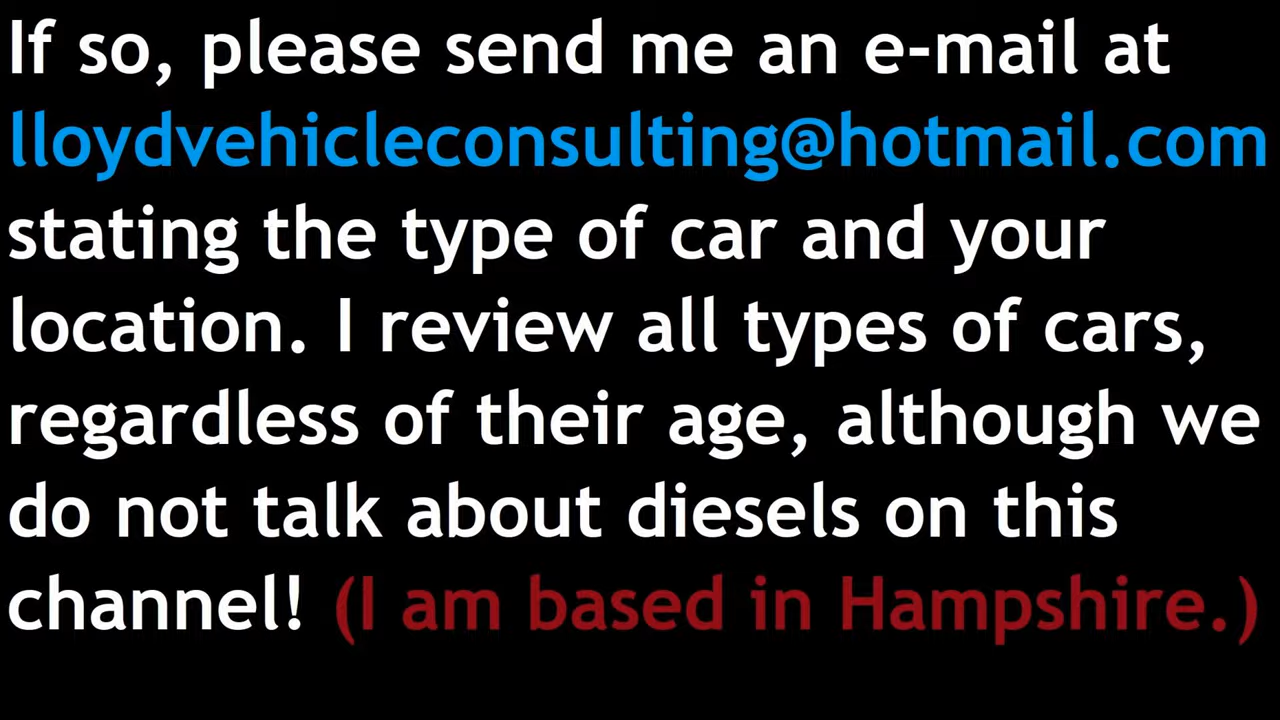 If so, please send me an e-mail at
lloydvehicleconsulting@hotmail.com
stating the type of car and your
location. I review all types of cars,
regardless of their age, although we
do not talk about diesels on this
channel! (I am based in Hampshire.)